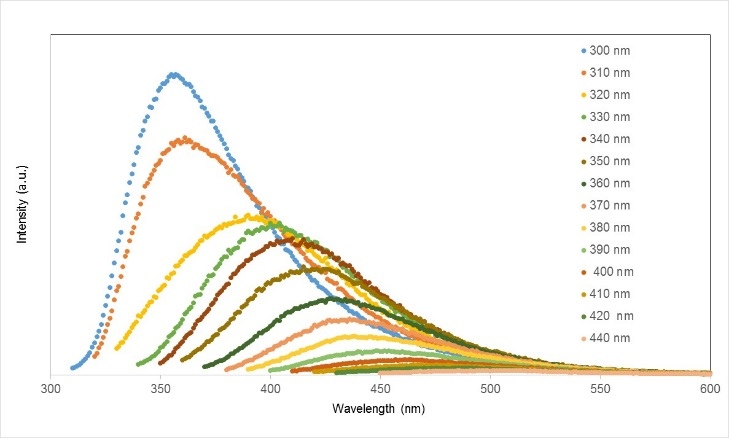 Intensity (a.u.)
300 nm
310 nm
320 nm
330 nm
340 nm
350 nm
360 nm
370 nm
380 nm
390 nm
400 nm
410 nm
420  nm
440 nm
300 350 400 450 500 550 600
Wavelength (nm)